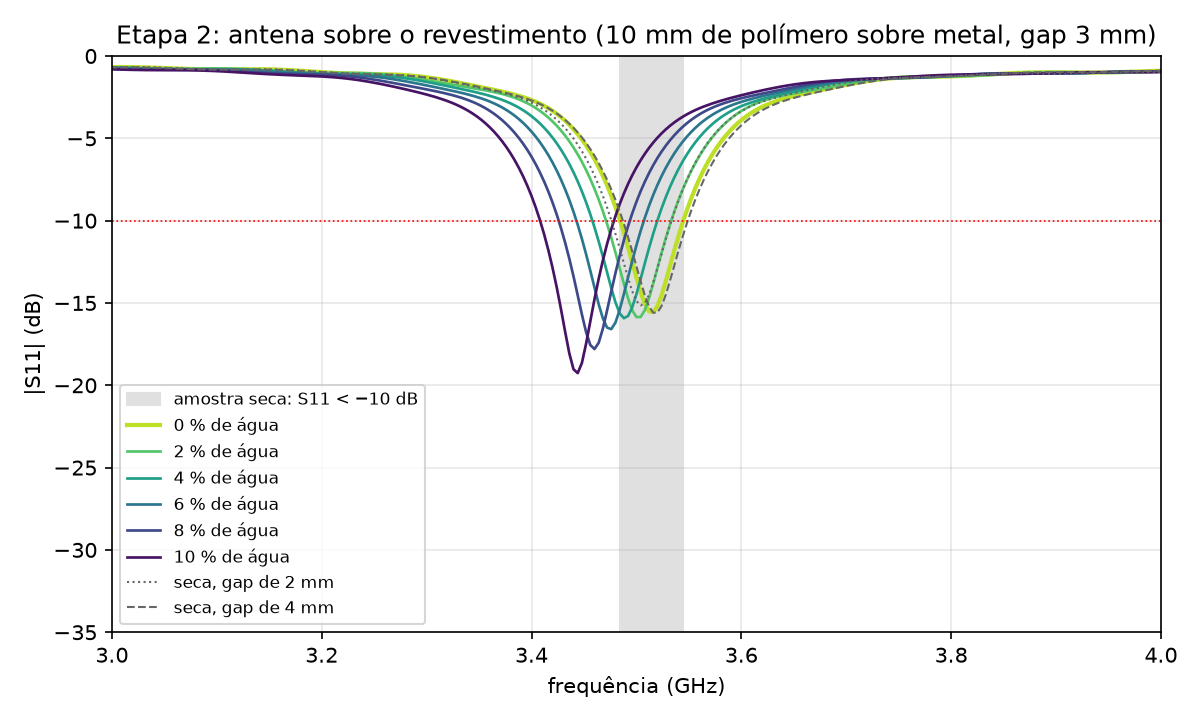 Etapa 2: antena sobre o revestimento (10 mm de polímero sobre metal, gap 3 mm)
|S11| (dB)
0
−5
−10
−15
−20
−25
−30
−35
amostra seca: S11 < −10 dB
0 % de água
2 % de água
4 % de água
6 % de água
8 % de água
10 % de água
seca, gap de 2 mm
seca, gap de 4 mm
3.0 3.2 3.4 3.6 3.8 4.0
frequência (GHz)